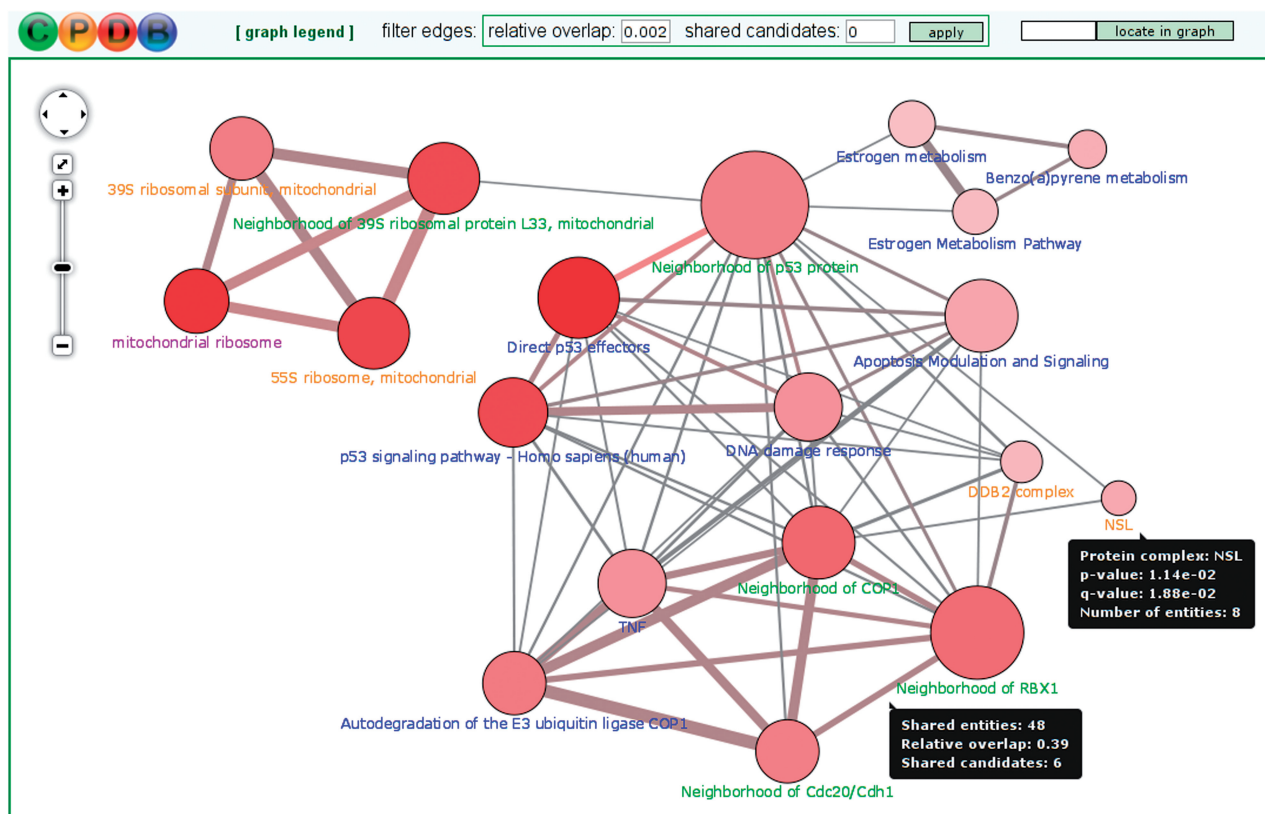 CPDB [ graph legend ] filter edges: relative overlap: 0.002 shared candidates: 0 apply locate in graph
Estrogen metabolism
Benzo(a)pyrene metabolism
39S ribosomal subunit, mitochondrial
Neighborhood of 39S ribosomal protein L33, mitochondrial
Estrogen Metabolism Pathway
Neighborhood of p53 protein
mitochondrial ribosome
Direct p53 effectors
Apoptosis Modulation and Signaling
55S ribosome, mitochondrial
p53 signaling pathway - Homo sapiens (human)
DNA damage response
DDB2 complex
NSL
Protein complex: NSL
p-value: 1.14e-02
q-value: 1.88e-02
Number of entities: 8
Neighborhood of COP1
TNF
Neighborhood of RBX1
Autodegradation of the E3 ubiquitin ligase COP1
Shared entities: 48
Relative overlap: 0.39
Shared candidates: 6
Neighborhood of Cdc20/Cdh1